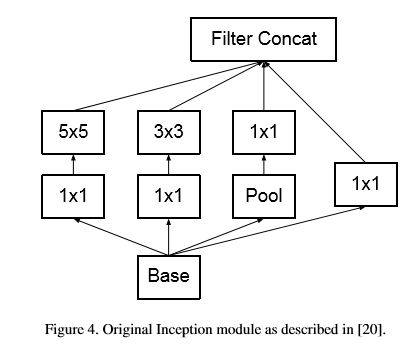 Filter Concat
5x5
3x3
1x1
1x1
1x1
Pool
1x1
Base
Figure 4. Original Inception module as described in [20].